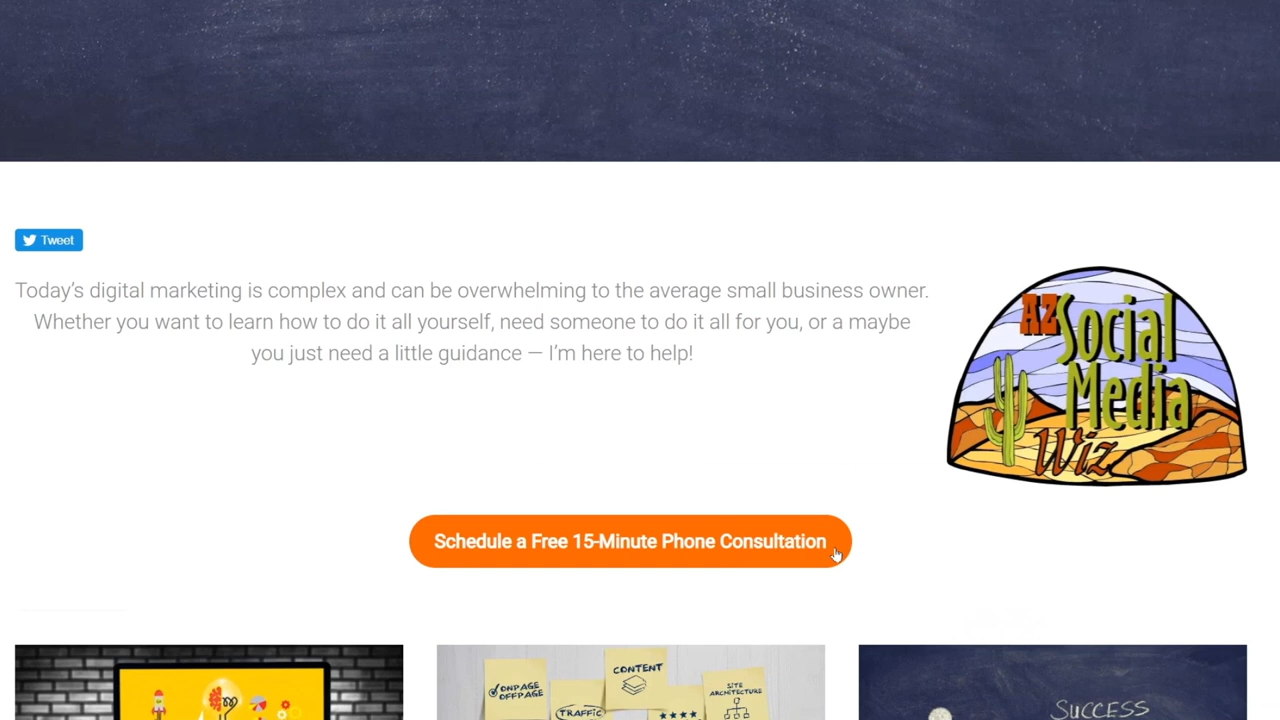 Tweet
Today’s digital marketing is complex and can be overwhelming to the average small business owner.
Whether you want to learn how to do it all yourself, need someone to do it all for you, or a maybe
you just need a little guidance — I’m here to help!
AZ Social
Media
Wiz
Schedule a Free 15-Minute Phone Consultation
ONPAGE
OFFPAGE
TRAFFIC
CONTENT
SITE
ARCHITECTURE
SUCCESS